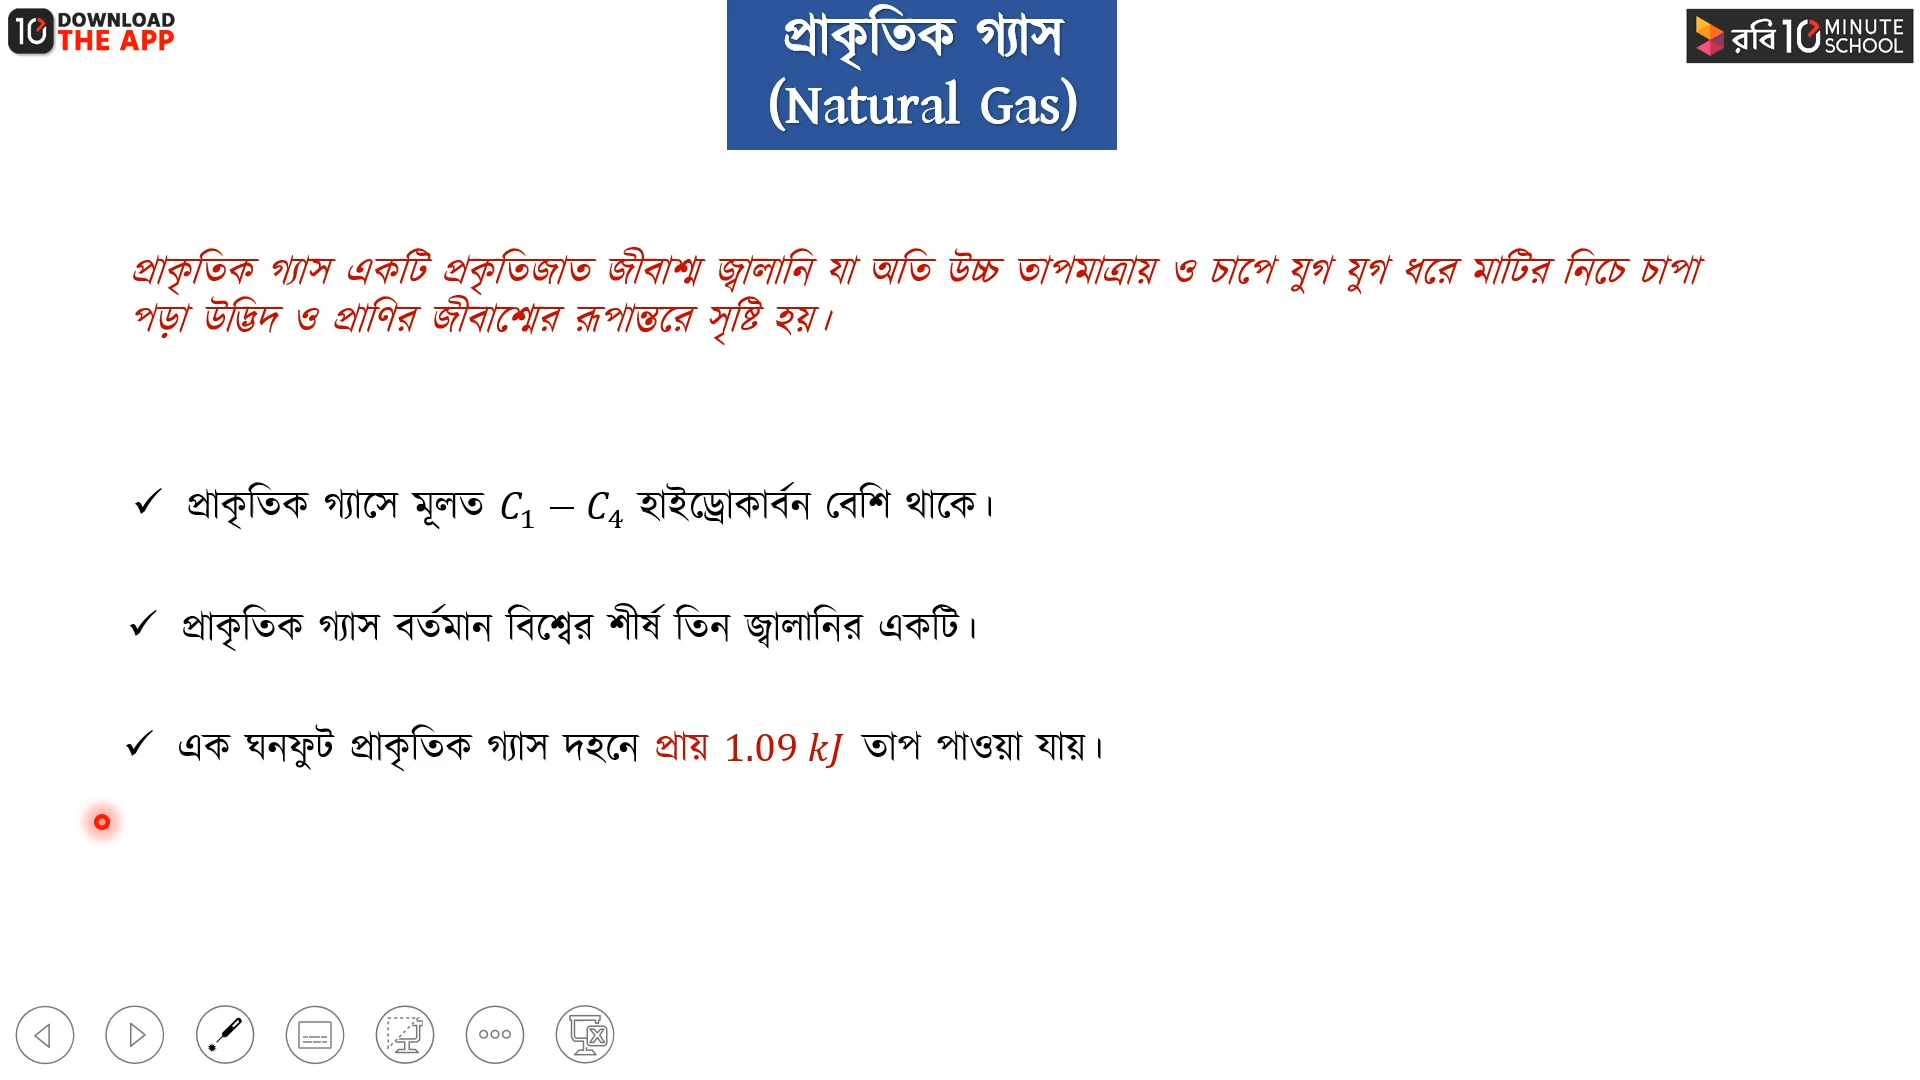 10 DOWNLOAD
THE APP
প্রাকৃতিক গ্যাস
(Natural Gas)
রবি 10 MINUTE
SCHOOL
প্রাকৃতিক গ্যাস একটি প্রকৃতিজাত জীবাশ্ম জ্বালানি যা অতি উচ্চ তাপমাত্রায় ও চাপে যুগ যুগ ধরে মাটির নিচে চাপা
পড়া উদ্ভিদ ও প্রাণির জীবাশ্মের রূপান্তরে সৃষ্টি হয়।
✓ প্রাকৃতিক গ্যাসে মূলত C₁ − C₄ হাইড্রোকার্বন বেশি থাকে।
✓ প্রাকৃতিক গ্যাস বর্তমান বিশ্বের শীর্ষ তিন জ্বালানির একটি।
✓ এক ঘনফুট প্রাকৃতিক গ্যাস দহনে প্রায় 1.09 kJ তাপ পাওয়া যায়।